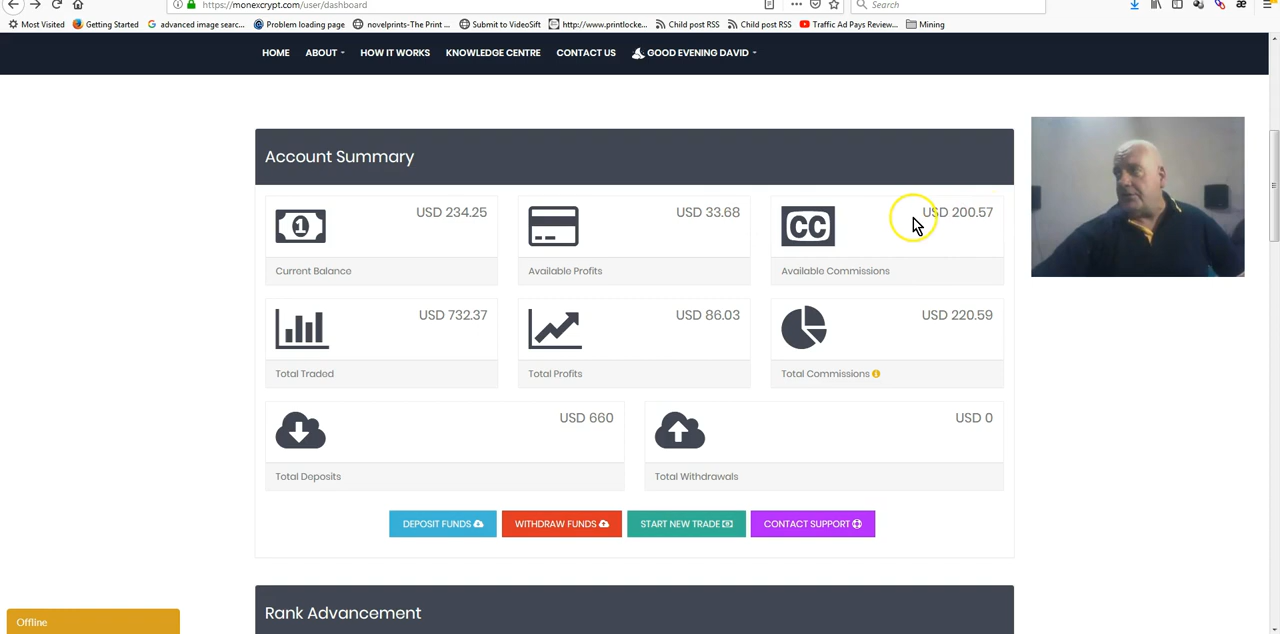 https://monexcrypt.com/user/dashboard
Search
Most Visited Getting Started advanced image searc... Problem loading page novelprints-The Print ... Submit to VideoSift http://www.printlocke... Child post RSS Child post RSS Traffic Ad Pays Review... Mining
HOME ABOUT HOW IT WORKS KNOWLEDGE CENTRE CONTACT US GOOD EVENING DAVID
Account Summary
USD 234.25 USD 33.68 CC USD 200.57
Current Balance Available Profits Available Commissions
USD 732.37 USD 86.03 USD 220.59
Total Traded Total Profits Total Commissions
USD 660 USD 0
Total Deposits Total Withdrawals
DEPOSIT FUNDS WITHDRAW FUNDS START NEW TRADE CONTACT SUPPORT
Rank Advancement
Offline